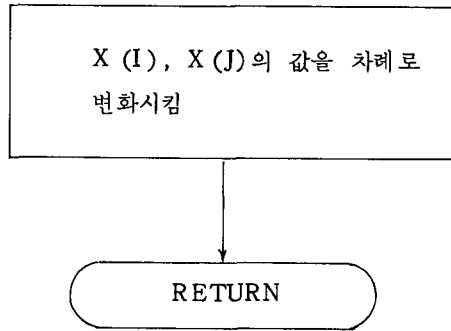 X (I), X (J)의 값을 차례로
변화시킴
RETURN